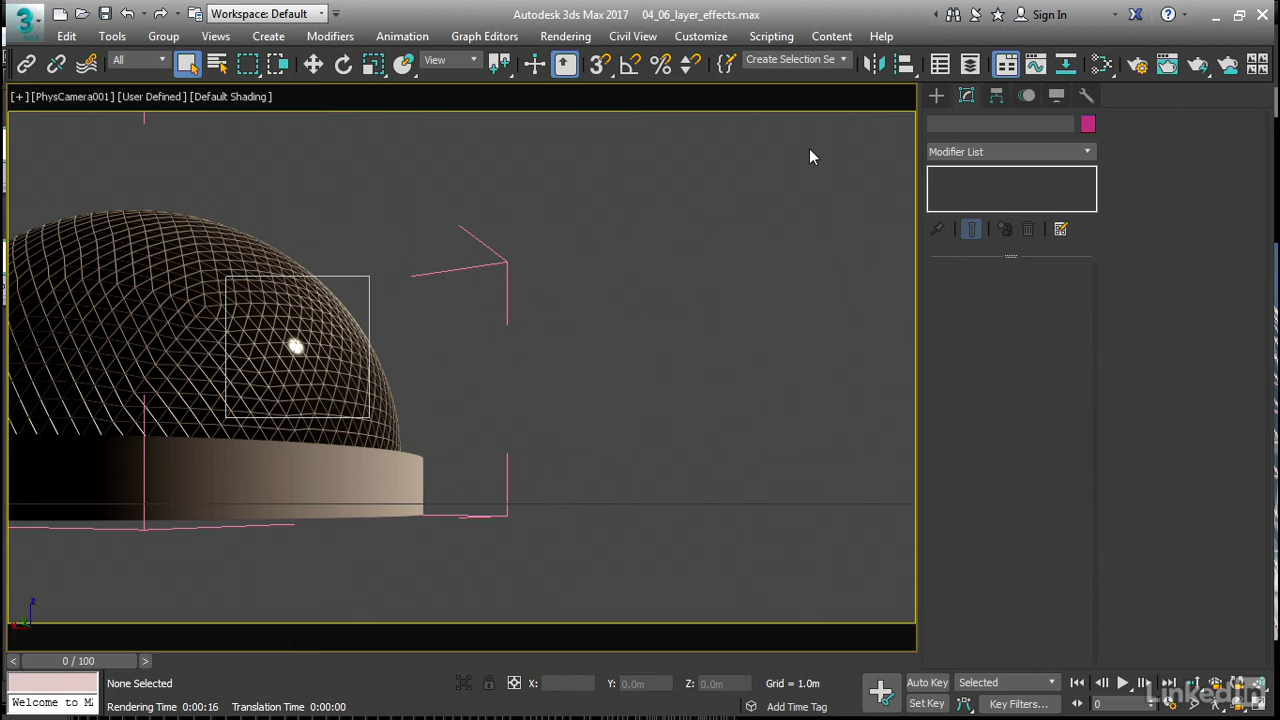 Workspace: Default
Autodesk 3ds Max 2017    04_06_layer_effects.max
Sign In
3
MAX
Edit Tools Group Views Create Modifiers Animation Graph Editors Rendering Civil View Customize Scripting Content Help
All
View
Create Selection Se
[+] [PhysCamera001] [User Defined] [Default Shading]
Modifier List
z
0 / 100
None Selected
X:
Y: 0.0m
Z: 0.0m
Grid = 1.0m
Auto Key
Selected
Welcome to M
Rendering Time 0:00:16
Translation Time 0:00:00
Add Time Tag
Set Key
Key Filters...
0
LinkedIn